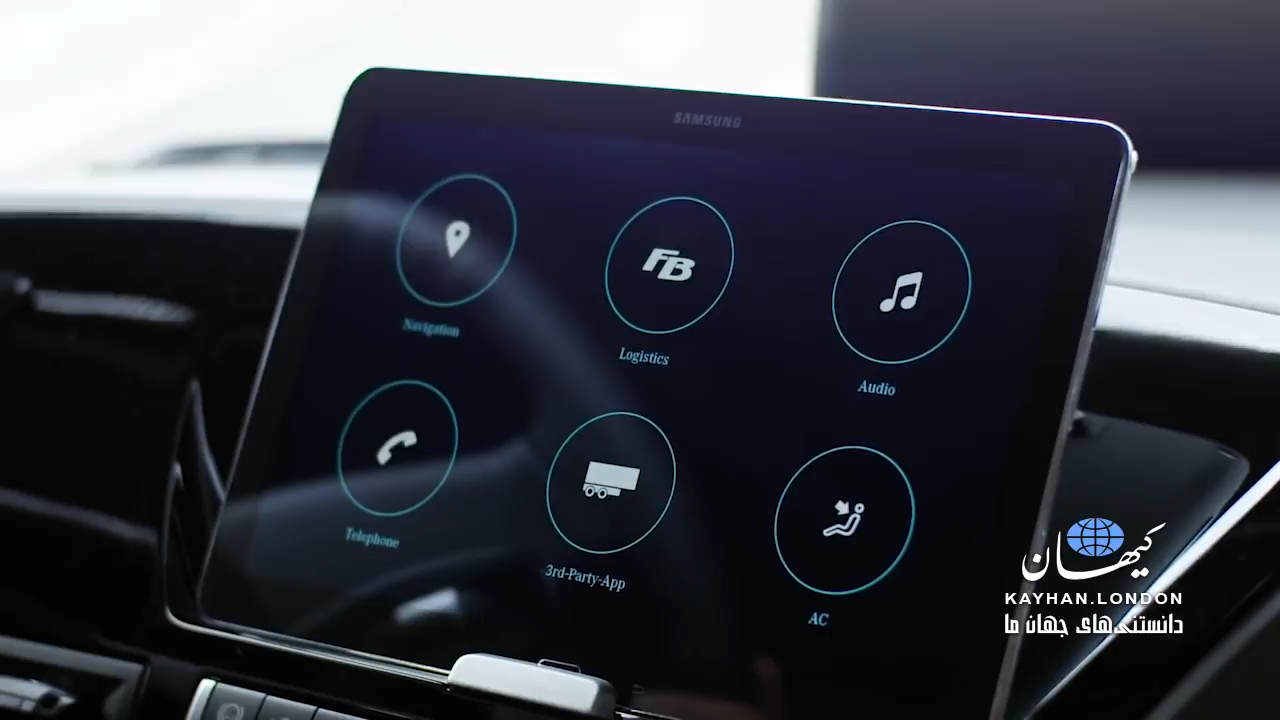 SAMSUNG
Navigation
FB
Logistics
Audio
Telephone
3rd-Party-App
AC
کیهان
KAYHAN.LONDON
دانستنی‌های جهان ما